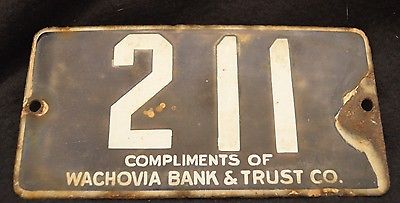 211
COMPLIMENTS OF
WACHOVIA BANK & TRUST CO.